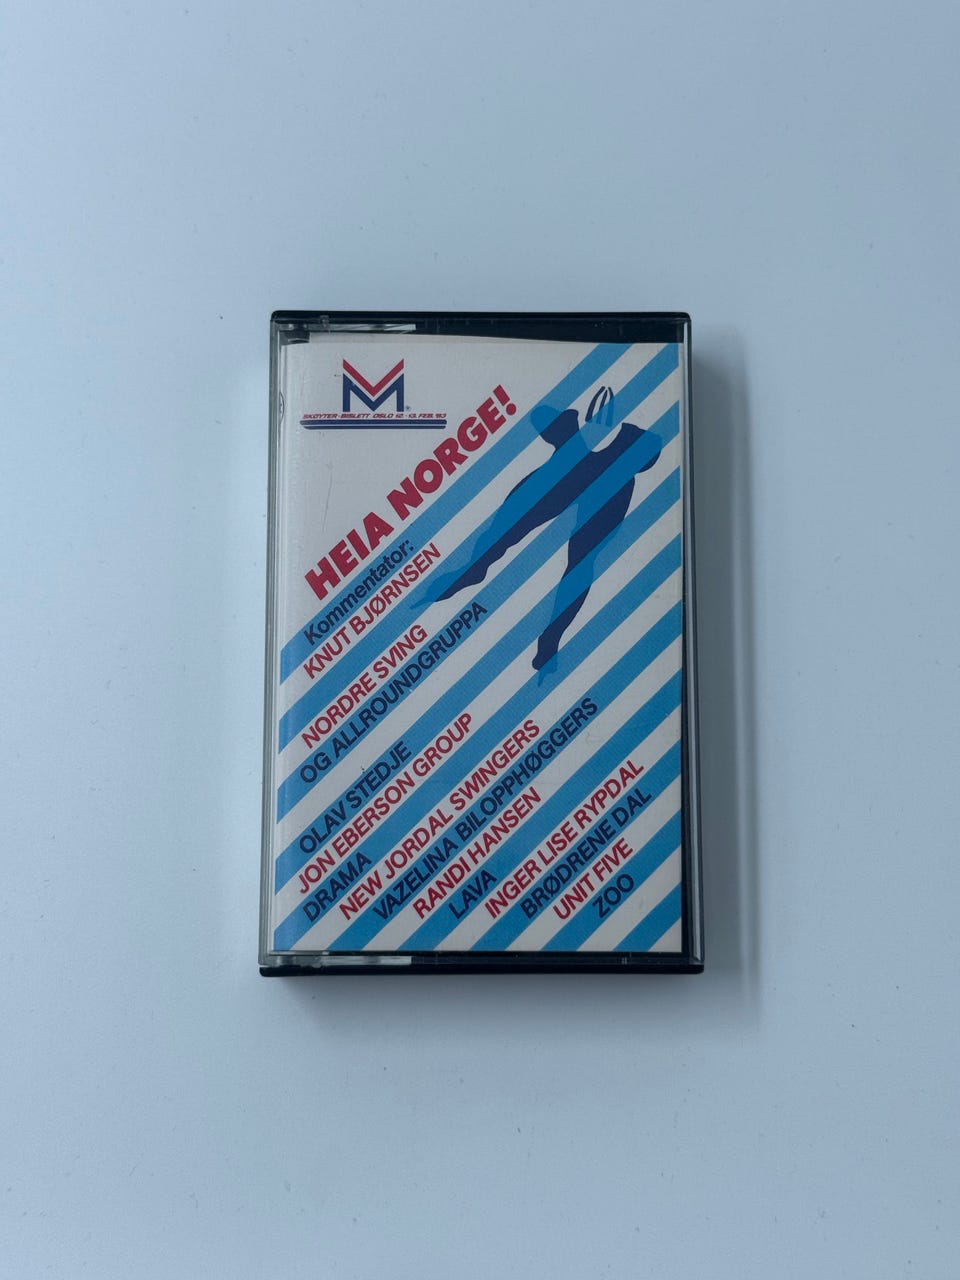 VM
SKØYTER-BISLETT OSLO 12.-13. FEB. '83
HEIA NORGE!
Kommentator:
KNUT BJØRNSEN
NORDRE SVING
OG ALLROUNDGRUPPA
OLAV STEDJE
JON EBERSON GROUP
DRAMA
NEW JORDAL SWINGERS
VAZELINA BILOPPHØGGERS
RANDI HANSEN
LAVA
INGER LISE RYPDAL
BRØDRENE DAL
UNIT FIVE
ZOO